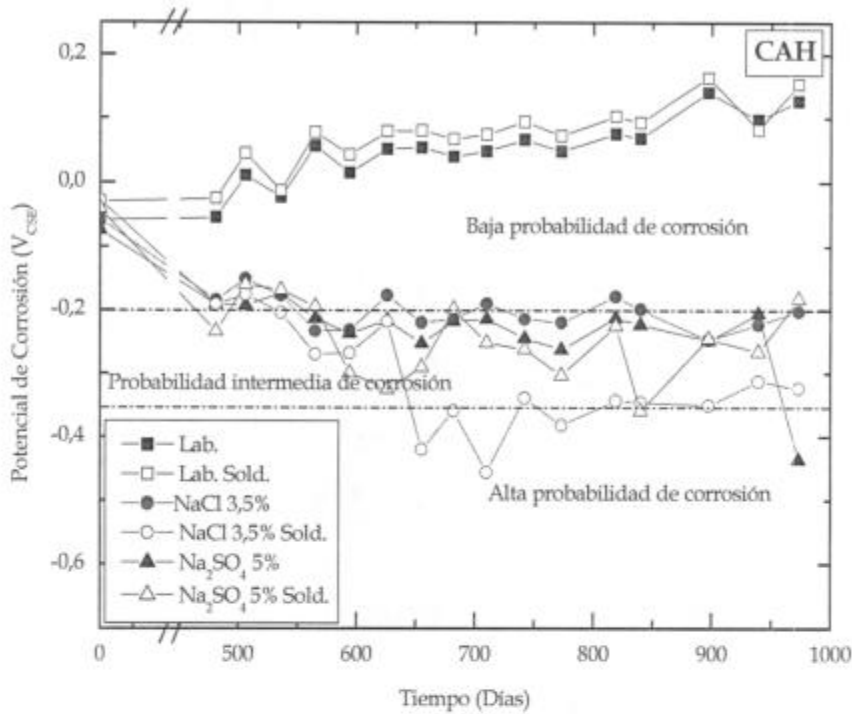 CAH
0,2
0,0
-0,2
-0,4
-0,6
Potencial de Corrosión (V_CSE)
Baja probabilidad de corrosión
Probabilidad intermedia de corrosión
Alta probabilidad de corrosión
Lab.
Lab. Sold.
NaCl 3,5%
NaCl 3,5% Sold.
Na₂SO₄ 5%
Na₂SO₄ 5% Sold.
0 500 600 700 800 900 1000
Tiempo (Días)